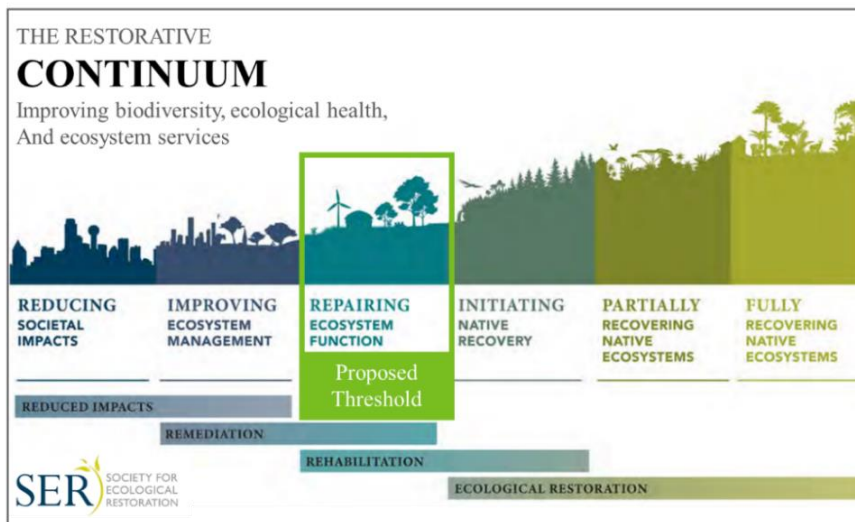 THE RESTORATIVE
CONTINUUM
Improving biodiversity, ecological health,
And ecosystem services
REDUCING
SOCIETAL
IMPACTS
IMPROVING
ECOSYSTEM
MANAGEMENT
REPAIRING
ECOSYSTEM
FUNCTION
INITIATING
NATIVE
RECOVERY
PARTIALLY
RECOVERING
NATIVE
ECOSYSTEMS
FULLY
RECOVERING
NATIVE
ECOSYSTEMS
Proposed
Threshold
REDUCED IMPACTS
REMEDIATION
REHABILITATION
ECOLOGICAL RESTORATION
SER
SOCIETY FOR
ECOLOGICAL
RESTORATION